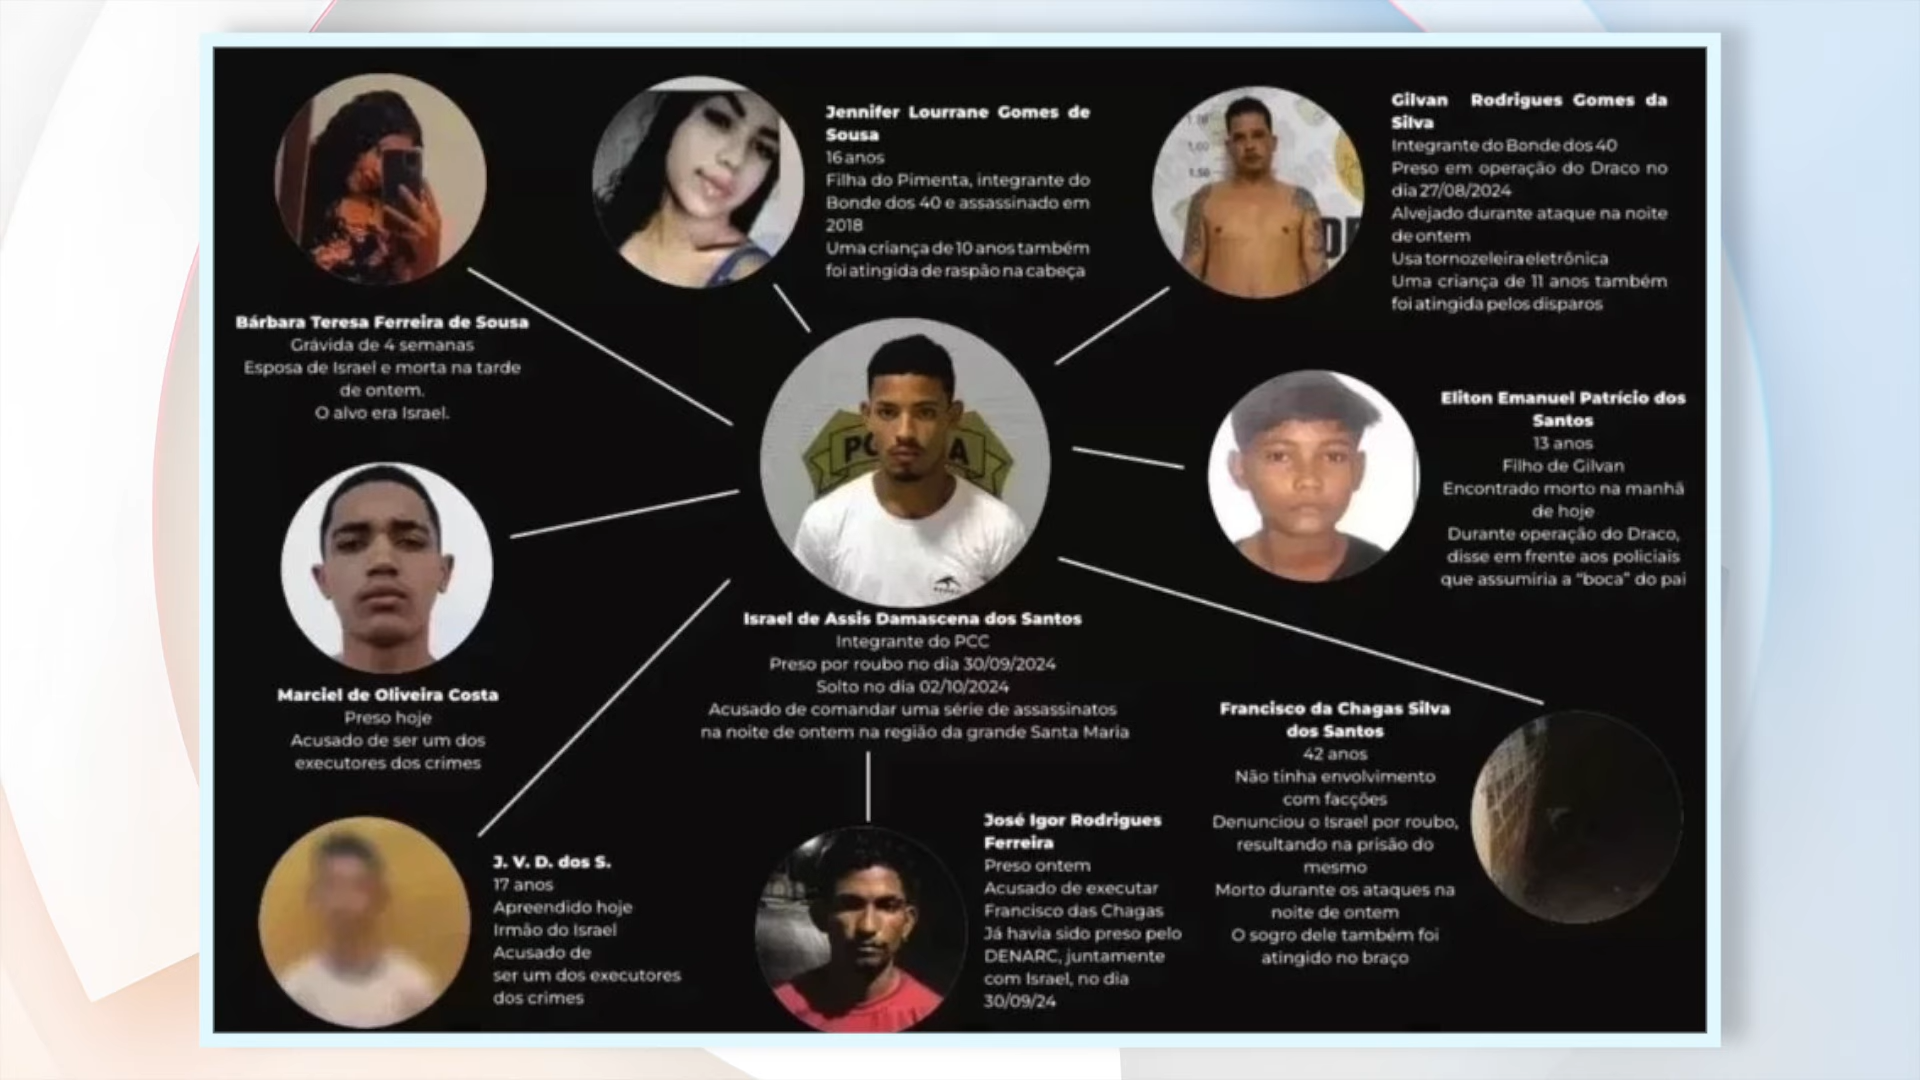 Jennifer Lourrane Gomes de
Sousa
16 anos
Filha do Pimenta, integrante do
Bonde dos 40 e assassinado em
2018
Uma criança de 10 anos também
foi atingida de raspão na cabeça
Gilvan Rodrigues Gomes da
Silva
Integrante do Bonde dos 40
Preso em operação do Draco no
dia 27/08/2024
Alvejado durante ataque na noite
de ontem
Usa tornozeleira eletrônica
Uma criança de 11 anos também
foi atingida pelos disparos
1,60
1,50
Bárbara Teresa Ferreira de Sousa
Grávida de 4 semanas
Esposa de Israel e morta na tarde
de ontem.
O alvo era Israel.
Eliton Emanuel Patrício dos
Santos
13 anos
Filho de Gilvan
Encontrado morto na manhã
de hoje
Durante operação do Draco,
disse em frente aos policiais
que assumiria a "boca" do pai
Israel de Assis Damascena dos Santos
Integrante do PCC
Preso por roubo no dia 30/09/2024
Solto no dia 02/10/2024
Acusado de comandar uma série de assassinatos
na noite de ontem na região da grande Santa Maria
Marciel de Oliveira Costa
Preso hoje
Acusado de ser um dos
executores dos crimes
Francisco da Chagas Silva
dos Santos
42 anos
Não tinha envolvimento
com facções
Denunciou o Israel por roubo,
resultando na prisão do
mesmo
Morto durante os ataques na
noite de ontem
O sogro dele também foi
atingido no braço
J. V. D. dos S.
17 anos
Apreendido hoje
Irmão do Israel
Acusado de
ser um dos executores
dos crimes
José Igor Rodrigues
Ferreira
Preso ontem
Acusado de executar
Francisco das Chagas
Já havia sido preso pelo
DENARC, juntamente
com Israel, no dia
30/09/24